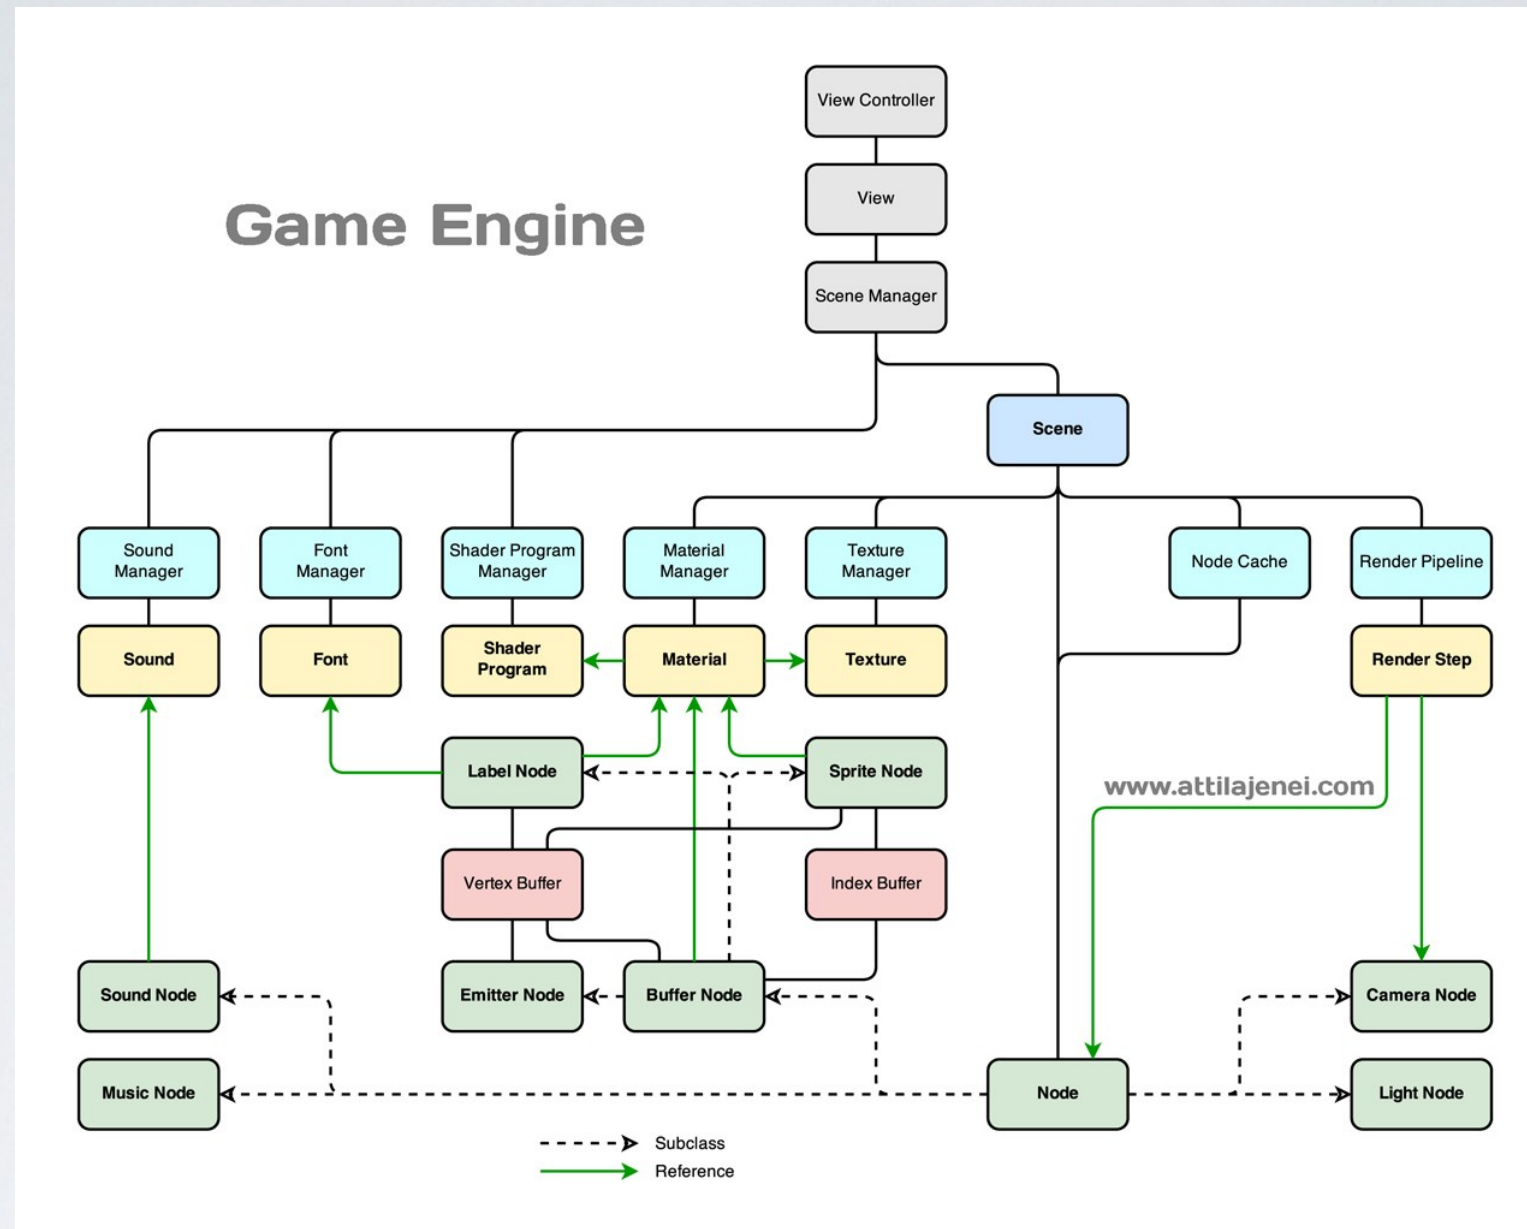 View Controller
View
Game Engine
Scene Manager
Scene
Sound
Manager
Font
Manager
Shader Program
Manager
Material
Manager
Texture
Manager
Node Cache
Render Pipeline
Sound
Font
Shader
Program
Material
Texture
Render Step
Label Node
Sprite Node
www.attilajenei.com
Vertex Buffer
Index Buffer
Sound Node
Emitter Node
Buffer Node
Camera Node
Music Node
Node
Light Node
Subclass
Reference